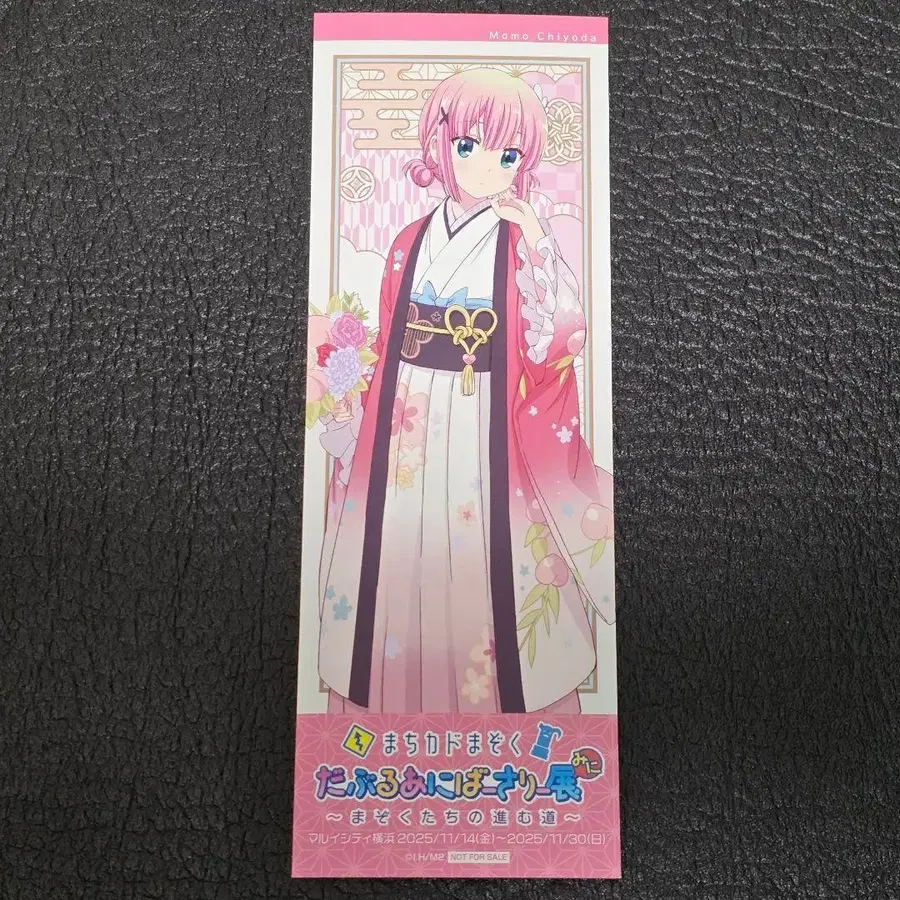 Momo Chiyoda
まちカドまぞく
だぶるあにばーさりー展 みに
～まぞくたちの進む道～
マルイシティ横浜 2025/11/14(金)～2025/11/30(日)
©I.H/M2 NOT FOR SALE